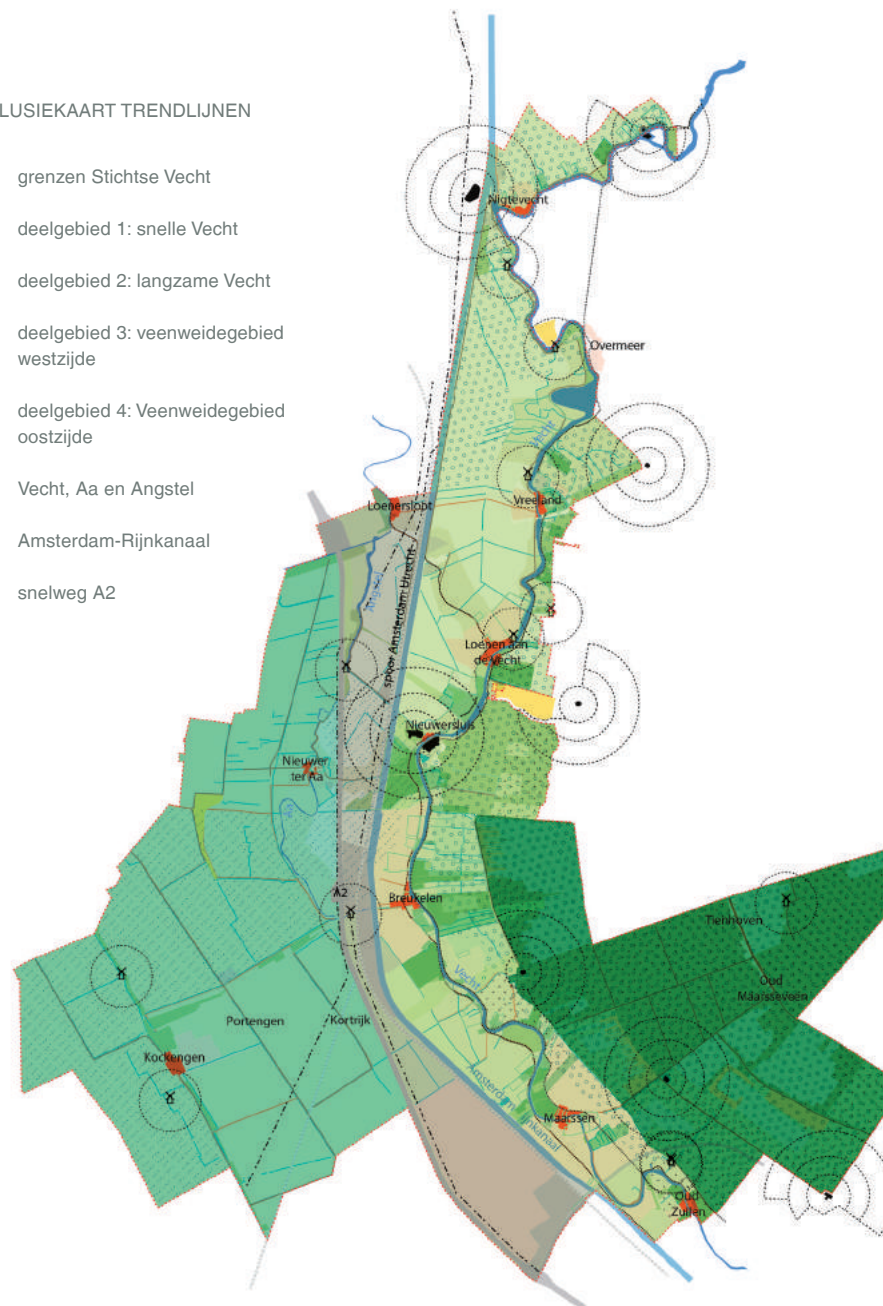 LUSIEKAART TRENDLIJNEN
grenzen Stichtse Vecht
deelgebied 1: snelle Vecht
deelgebied 2: langzame Vecht
deelgebied 3: veenweidegebied
westzijde
deelgebied 4: Veenweidegebied
oostzijde
Vecht, Aa en Angstel
Amsterdam-Rijnkanaal
snelweg A2
Nigtevecht
Overmeer
Vecht
Vreeland
Loenersloot
Angstel
spoor Amsterdam Utrecht
Loenen aan
de Vecht
Nieuwersluis
Nieuwer
ter Aa
Aa
A2
Breukelen
Tienhoven
Oud
Maarsseveen
Vecht
Portengen
Kortrijk
Kockengen
Amsterdam Rijnkanaal
Maarssen
Oud
Zuilen